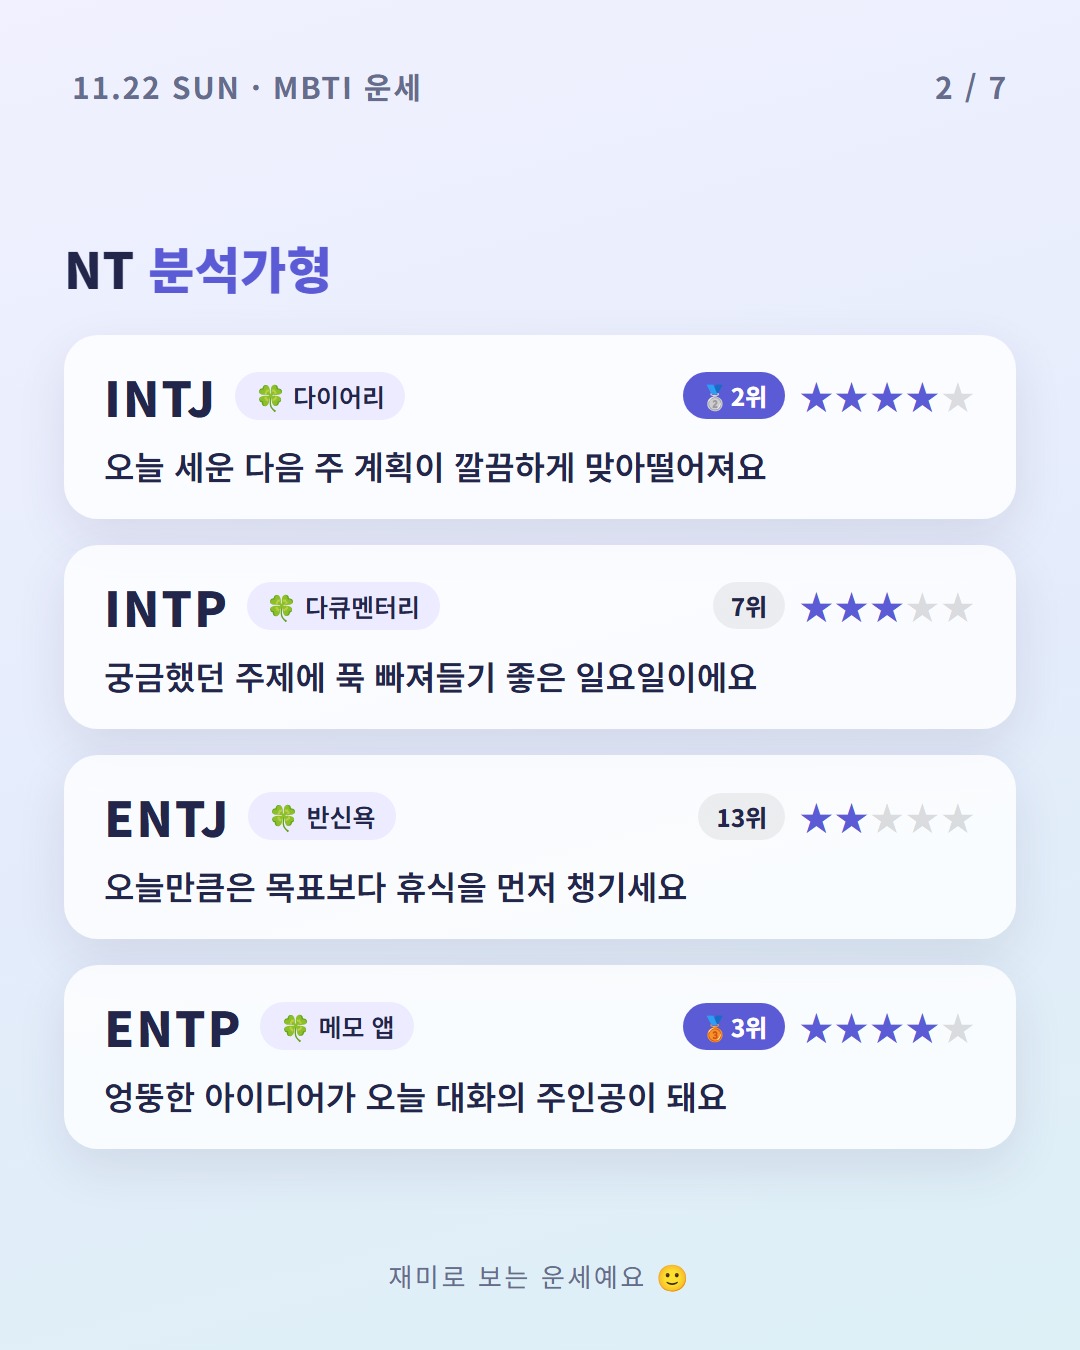 11.22 SUN · MBTI 운세
2 / 7
NT 분석가형
INTJ 🍀 다이어리 🥈 2위 ★★★★★
오늘 세운 다음 주 계획이 깔끔하게 맞아떨어져요
INTP 🍀 다큐멘터리 7위 ★★★★★
궁금했던 주제에 푹 빠져들기 좋은 일요일이에요
ENTJ 🍀 반신욕 13위 ★★★★★
오늘만큼은 목표보다 휴식을 먼저 챙기세요
ENTP 🍀 메모 앱 🥉 3위 ★★★★★
엉뚱한 아이디어가 오늘 대화의 주인공이 돼요
재미로 보는 운세예요 🙂